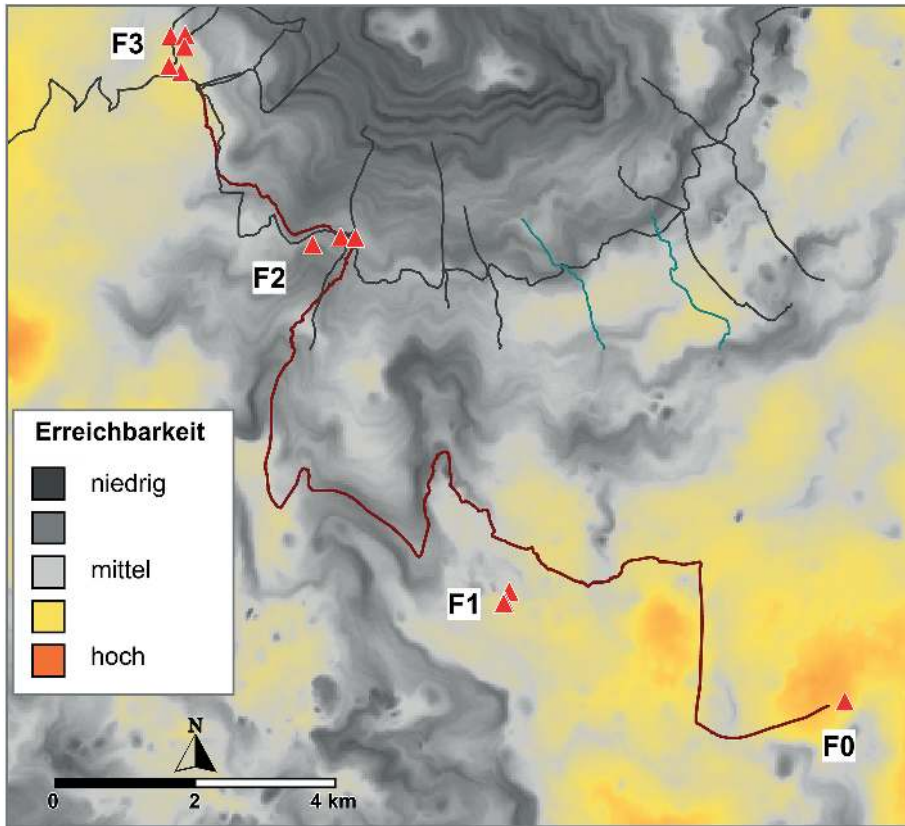 F3
F2
Erreichbarkeit
niedrig
mittel
hoch
F1
F0
N
0 2 4 km